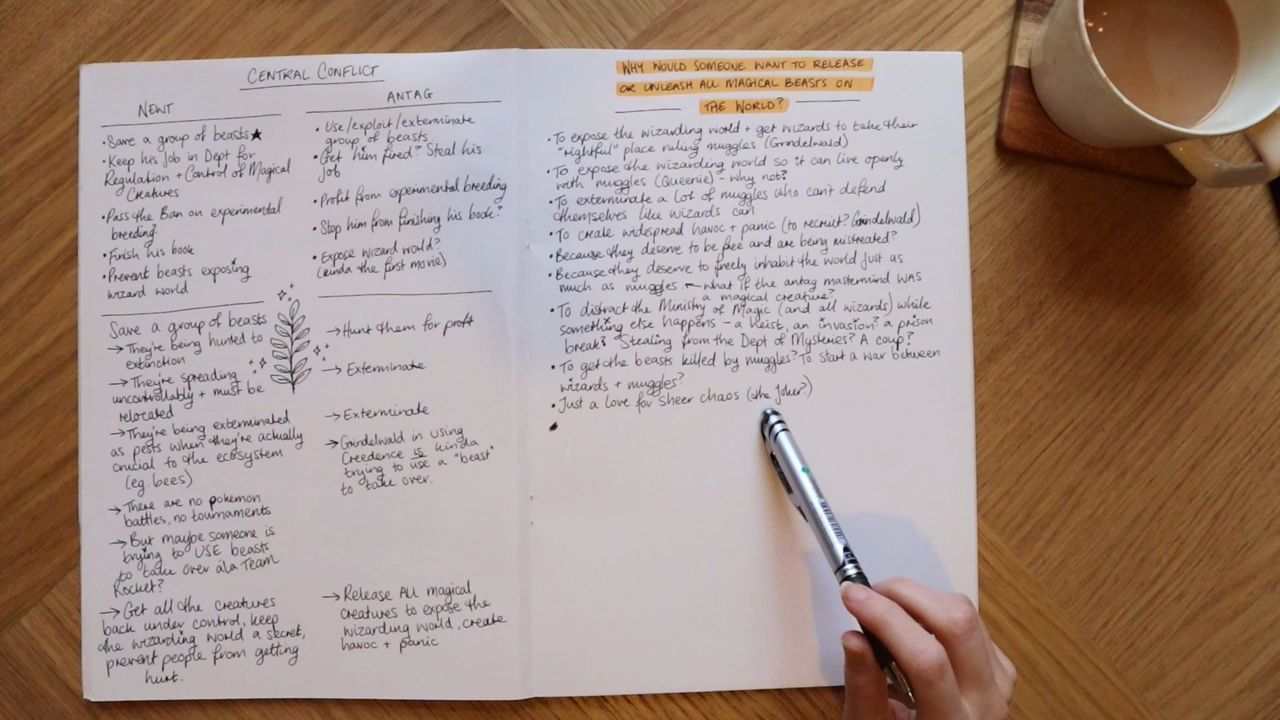 CENTRAL CONFLICT
NEWT
• Save a group of beasts ★
• Keep his job in Dept for
Regulation + Control of Magical
Creatures
• Pass the Ban on experimental
breeding?
• Finish his book
• Prevent beasts exposing
wizard world
ANTAG
• Use/exploit/exterminate
group of beasts
• Get him fired? Steal his
job
• Profit from experimental breeding
• Stop him from finishing his book?
• Expose wizard world?
(kinda the first movie)
Save a group of beasts
→ They're being hunted to
extinction
→ They're spreading
uncontrollably + must be
relocated
→ They're being exterminated
as pests when they're actually
crucial to the ecosystem
(eg. bees)
→ There are no pokemon
battles, no tournaments
→ But maybe someone is
trying to USE beasts
to take over á la Team
Rocket?
→ Get all the creatures
back under control, keep
the wizarding world a secret,
prevent people from getting
hurt.
→ Hunt them for profit
→ Exterminate
→ Exterminate
→ Grindelwald in using
Creedence is kinda
trying to use a "beast"
to take over.
→ Release ALL magical
creatures to expose the
wizarding world, create
havoc + panic
WHY WOULD SOMEONE WANT TO RELEASE
OR UNLEASH ALL MAGICAL BEASTS ON
THE WORLD?
• To expose the wizarding world + get wizards to take their
"rightful" place ruling muggles (Grindelwald)
• To expose the wizarding world so it can live openly
with muggles (Queenie) - why not?
• To exterminate a lot of muggles who can't defend
themselves like wizards can
• To create widespread havoc + panic (to recruit? Grindelwald)
• Because they deserve to be free and are being mistreated?
• Because they deserve to freely inhabit the world just as
much as muggles ← what if the antag mastermind was
a magical creature?
• To distract the Ministry of Magic (and all wizards) while
something else happens - a heist, an invasion? a prison
break? Stealing from the Dept of Mysteries? A coup?
• To get the beasts killed by muggles? To start a war between
wizards + muggles?
• Just a love for sheer chaos (the Joker?)